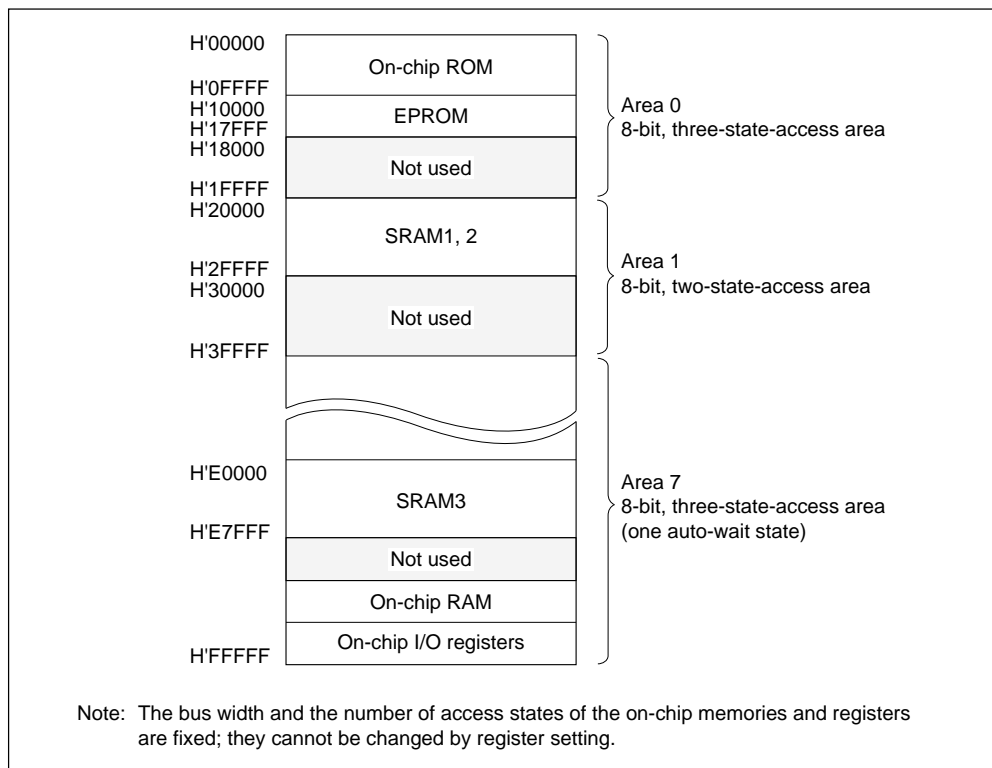 H'00000
On-chip ROM
H'0FFFF
H'10000
EPROM
H'17FFF
H'18000
Not used
H'1FFFF
Area 0
8-bit, three-state-access area
H'20000
SRAM1, 2
H'2FFFF
H'30000
Not used
H'3FFFF
Area 1
8-bit, two-state-access area
H'E0000
SRAM3
H'E7FFF
Not used
On-chip RAM
On-chip I/O registers
H'FFFFF
Area 7
8-bit, three-state-access area
(one auto-wait state)
Note: The bus width and the number of access states of the on-chip memories and registers
are fixed; they cannot be changed by register setting.